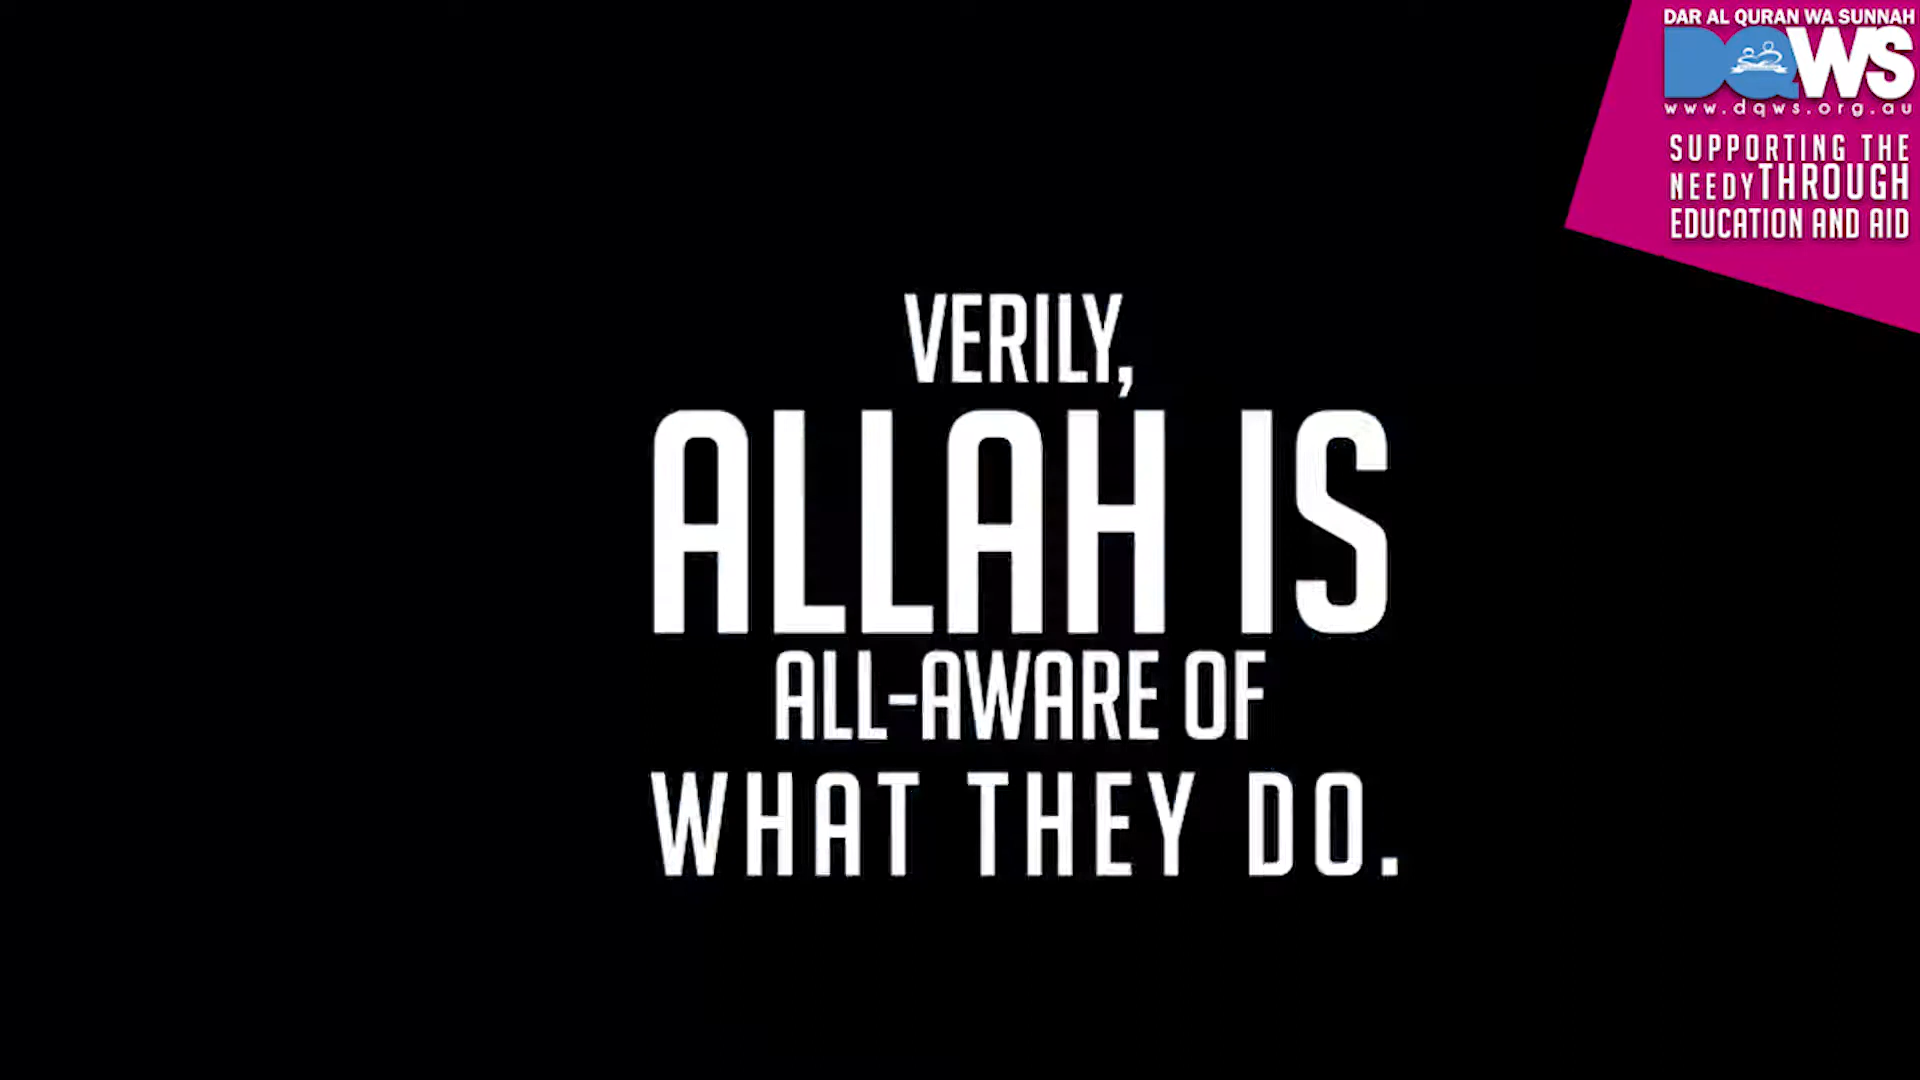 DAR AL QURAN WA SUNNAH
DQWS
www.dqws.org.au
SUPPORTING THE
NEEDY THROUGH
EDUCATION AND AID
VERILY,
ALLAH IS
ALL-AWARE OF
WHAT THEY DO.